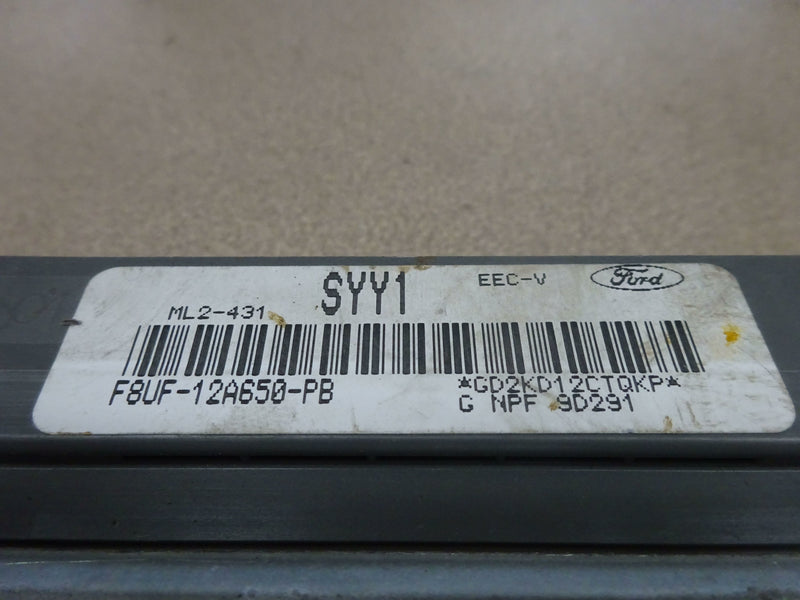 SYY1
EEC-V
Ford
ML2-431
F8UF-12A650-PB
*GD2KD12CTQKP*
G NPF 9D291